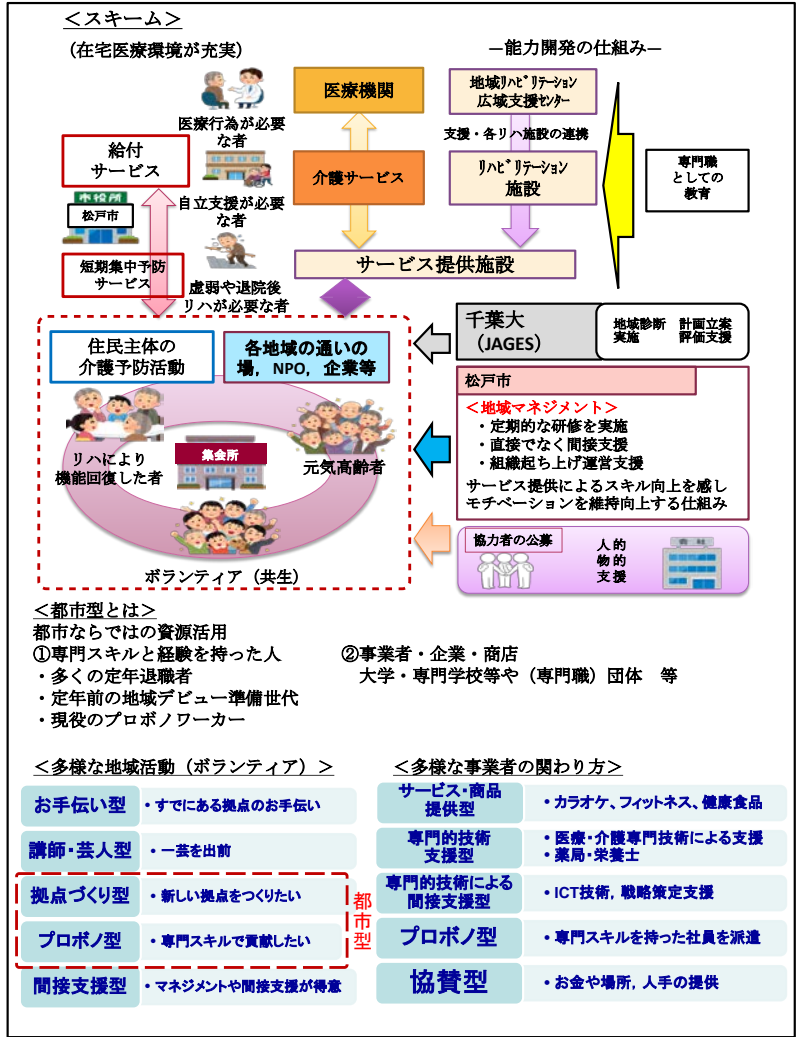 ＜スキーム＞
（在宅医療環境が充実）
―能力開発の仕組み―
医療機関
地域リハビリテーション
広域支援センター
医療行為が必要
な者
支援・各リハ施設の連携
給付
サービス
介護サービス
リハビリテーション
施設
専門職
としての
教育
市役所
松戸市
自立支援が必要
な者
サービス提供施設
短期集中予防
サービス
虚弱や退院後
リハが必要な者
千葉大
（JAGES）
地域診断　計画立案
実施　評価支援
住民主体の
介護予防活動
各地域の通いの
場，NPO，企業等
松戸市
＜地域マネジメント＞
・定期的な研修を実施
・直接でなく間接支援
・組織起ち上げ運営支援
サービス提供によるスキル向上を感し
モチベーションを維持向上する仕組み
集会所
リハにより
機能回復した者
元気高齢者
ボランティア（共生）
協力者の公募
人的
物的
支援
会社
＜都市型とは＞
都市ならではの資源活用
①専門スキルと経験を持った人
・多くの定年退職者
・定年前の地域デビュー準備世代
・現役のプロボノワーカー
②事業者・企業・商店
大学・専門学校等や（専門職）団体　等
＜多様な地域活動（ボランティア）＞
お手伝い型
・すでにある拠点のお手伝い
講師・芸人型
・一芸を出前
拠点づくり型
・新しい拠点をつくりたい
プロボノ型
・専門スキルで貢献したい
都市型
間接支援型
・マネジメントや間接支援が得意
＜多様な事業者の関わり方＞
サービス・商品
提供型
・カラオケ、フィットネス、健康食品
専門的技術
支援型
・医療・介護専門技術による支援
・薬局・栄養士
専門的技術による
間接支援型
・ICT技術，戦略策定支援
プロボノ型
・専門スキルを持った社員を派遣
協賛型
・お金や場所，人手の提供